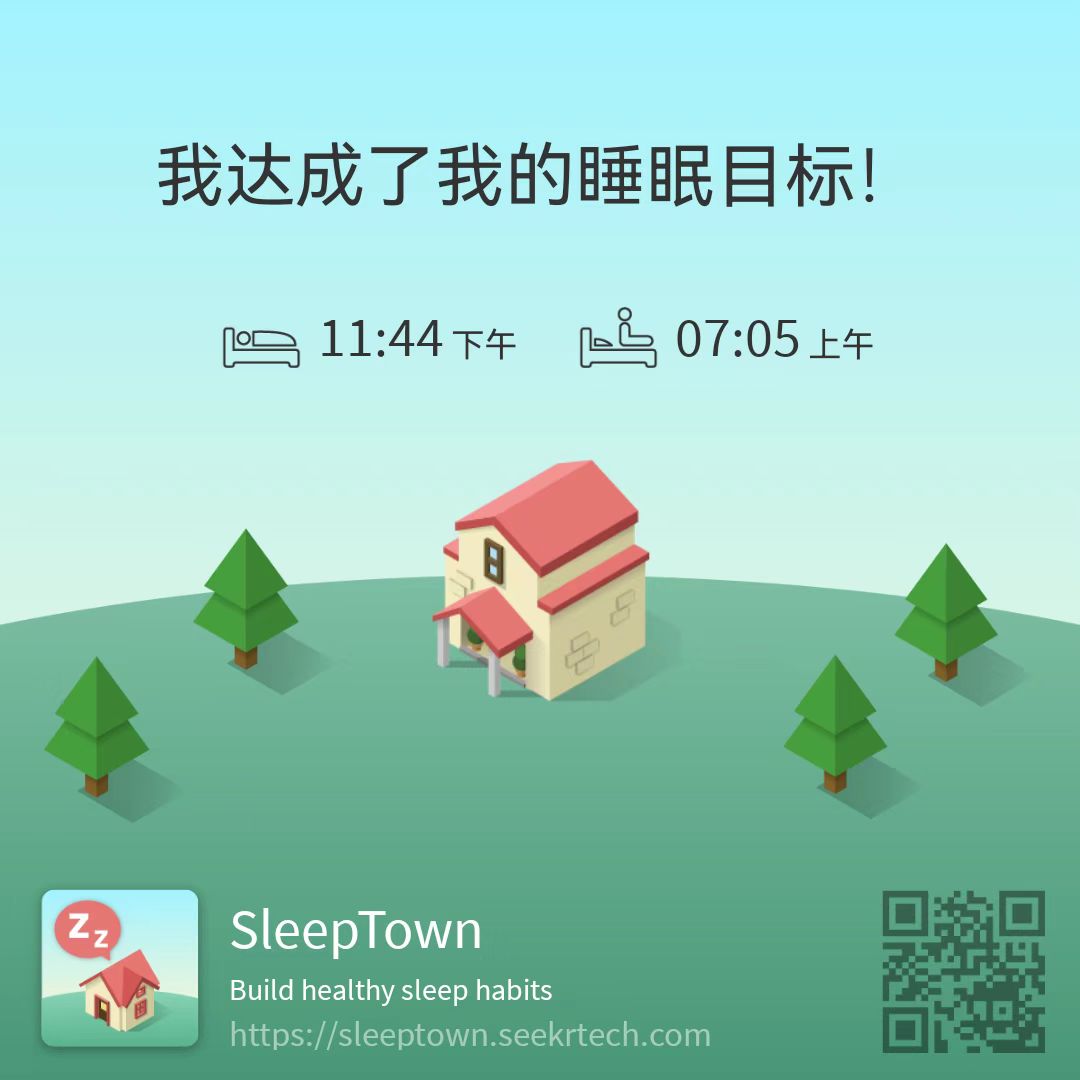 我达成了我的睡眠目标!
11:44 下午 07:05 上午
Z z
SleepTown
Build healthy sleep habits
https://sleeptown.seekrtech.com